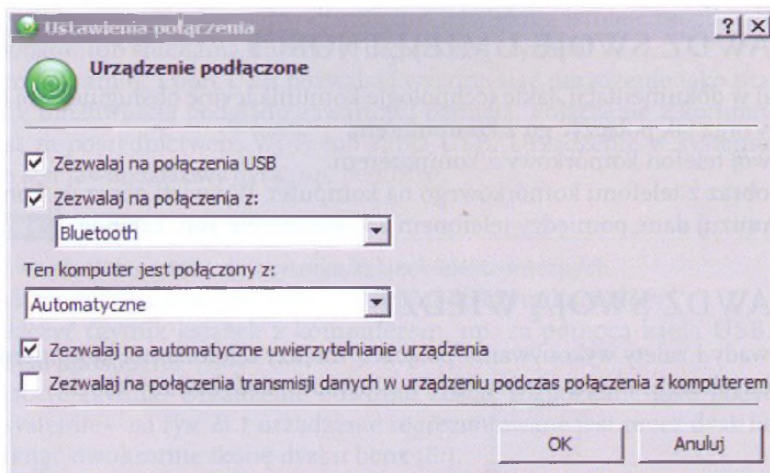 Ustawienia połączenia
Urządzenie podłączone
Zezwalaj na połączenia USB
Zezwalaj na połączenia z:
Bluetooth
Ten komputer jest połączony z:
Automatyczne
Zezwalaj na automatyczne uwierzytelnianie urządzenia
Zezwalaj na połączenia transmisji danych w urządzeniu podczas połączenia z komputerem
OK
Anuluj